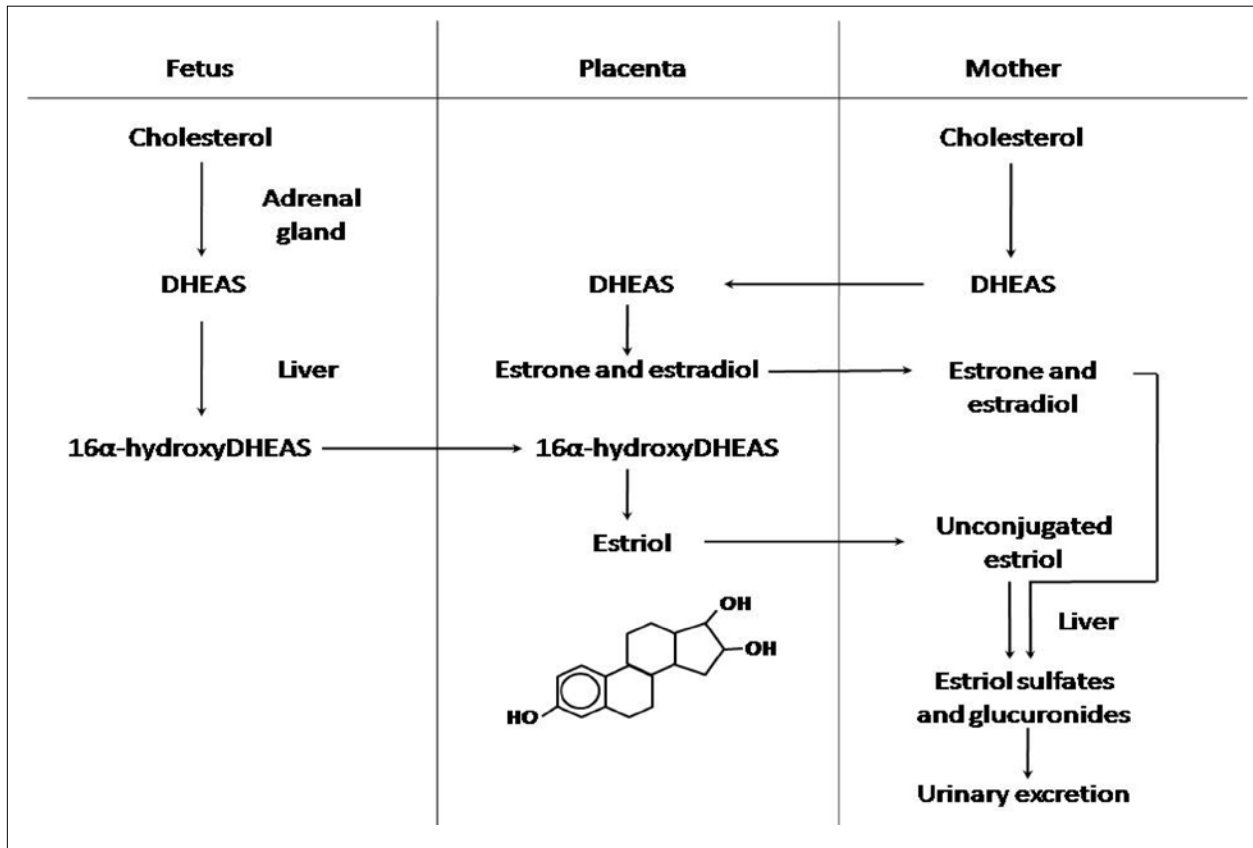 Fetus
Placenta
Mother
Cholesterol
Cholesterol
Adrenal
gland
DHEAS
DHEAS
DHEAS
Liver
Estrone and estradiol
Estrone and
estradiol
16α-hydroxyDHEAS
16α-hydroxyDHEAS
Estriol
Unconjugated
estriol
OH
OH
HO
Liver
Estriol sulfates
and glucuronides
Urinary excretion